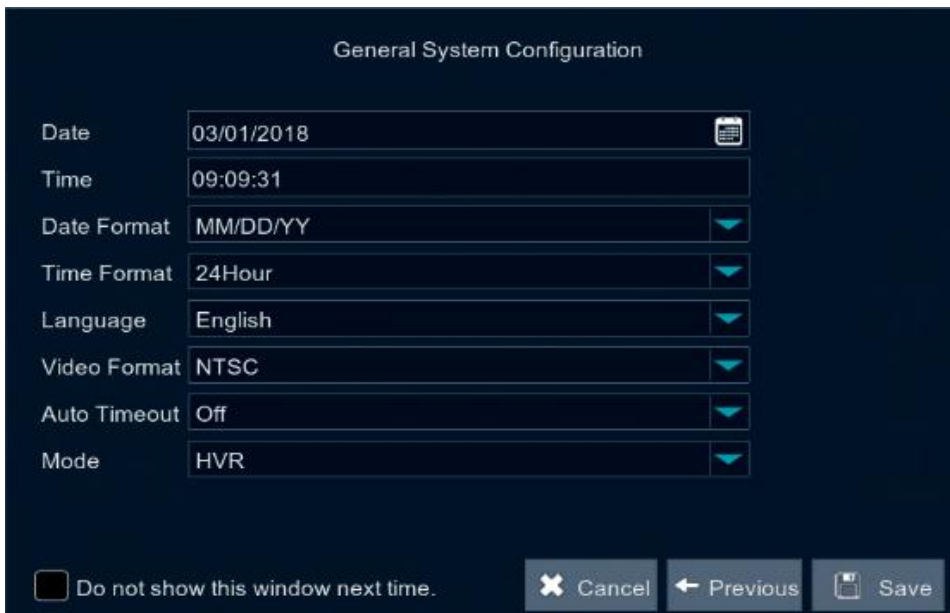 General System Configuration
Date 03/01/2018
Time 09:09:31
Date Format MM/DD/YY
Time Format 24Hour
Language English
Video Format NTSC
Auto Timeout Off
Mode HVR
Do not show this window next time. Cancel Previous Save